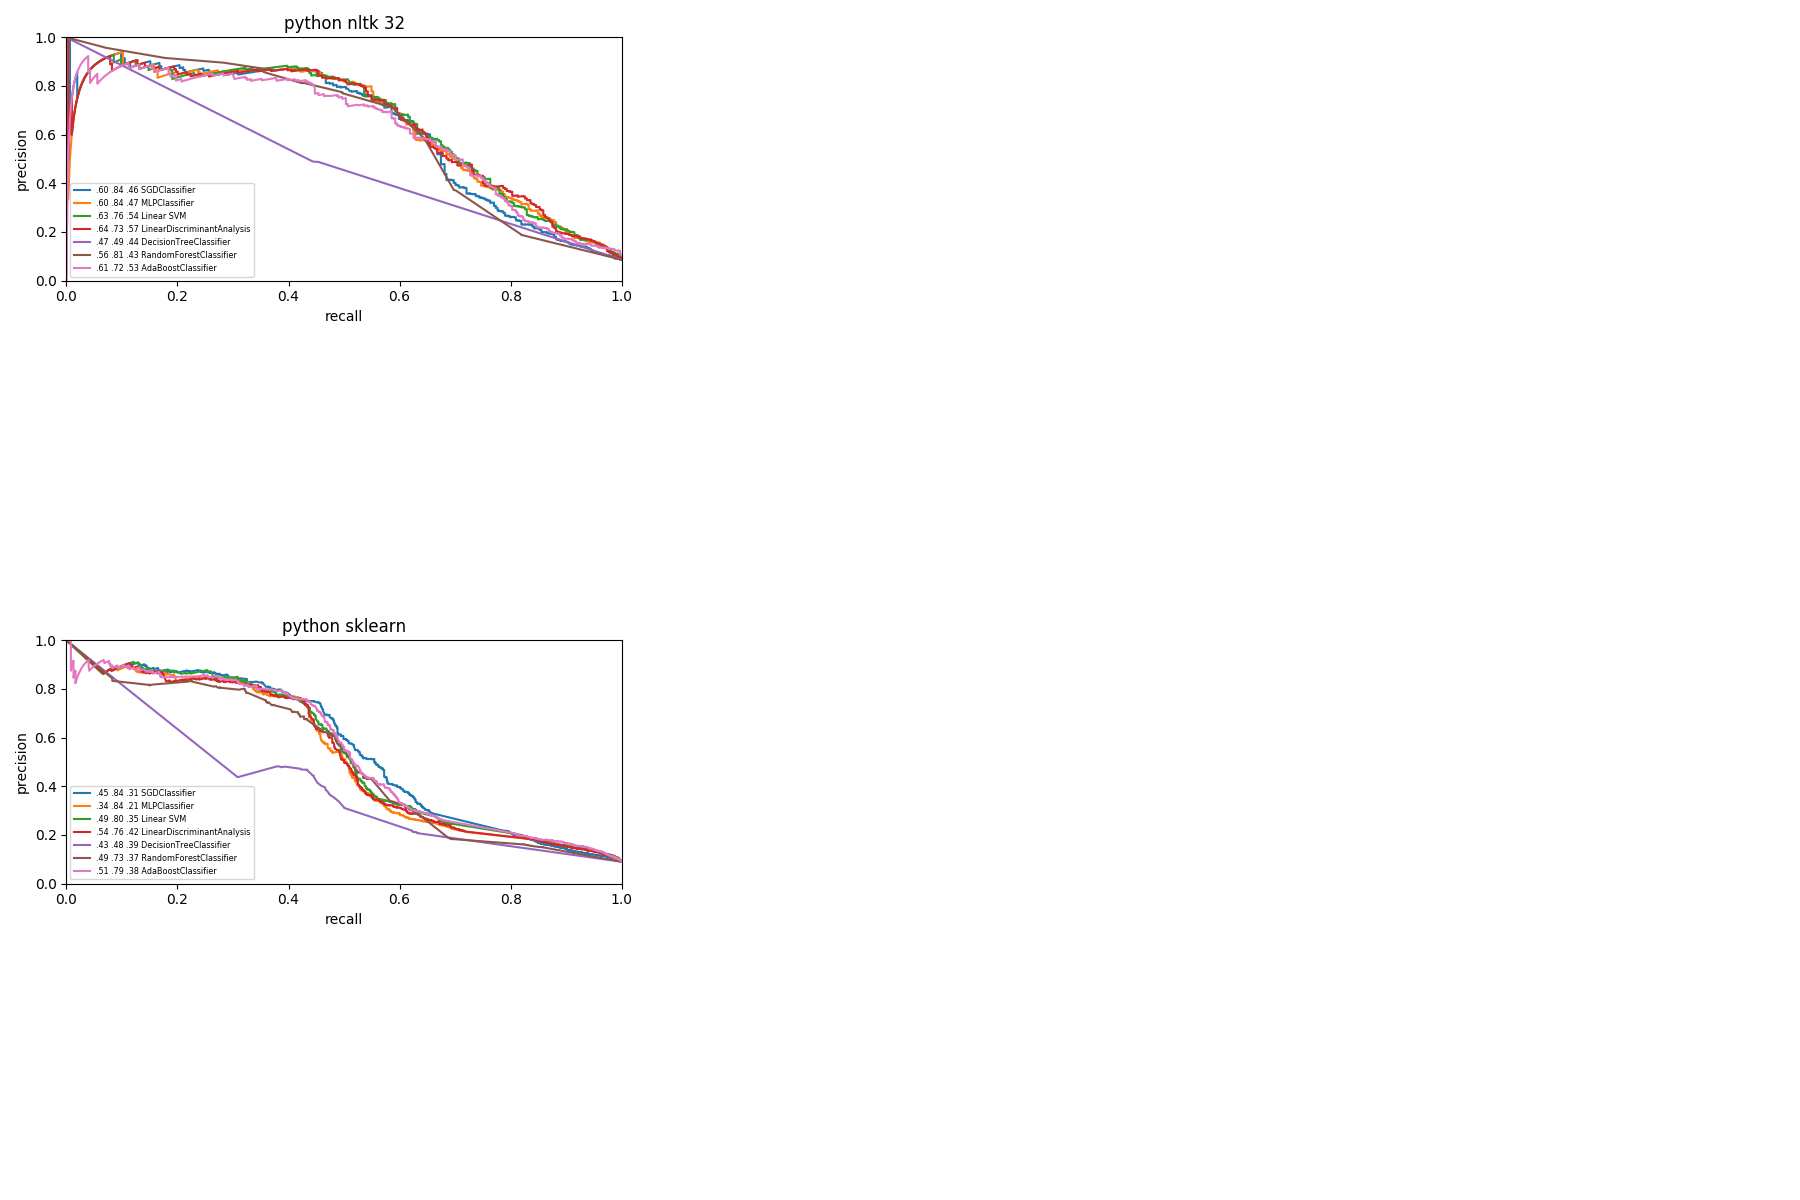 python nltk 32
1.0
0.8
0.6
0.4
0.2
0.0
precision
.60 .84 .46 SGDClassifier
.60 .84 .47 MLPClassifier
.63 .76 .54 Linear SVM
.64 .73 .57 LinearDiscriminantAnalysis
.47 .49 .44 DecisionTreeClassifier
.56 .81 .43 RandomForestClassifier
.61 .72 .53 AdaBoostClassifier
0.0 0.2 0.4 0.6 0.8 1.0
recall
python sklearn
1.0
0.8
0.6
0.4
0.2
0.0
precision
.45 .84 .31 SGDClassifier
.34 .84 .21 MLPClassifier
.49 .80 .35 Linear SVM
.54 .76 .42 LinearDiscriminantAnalysis
.43 .48 .39 DecisionTreeClassifier
.49 .73 .37 RandomForestClassifier
.51 .79 .38 AdaBoostClassifier
0.0 0.2 0.4 0.6 0.8 1.0
recall